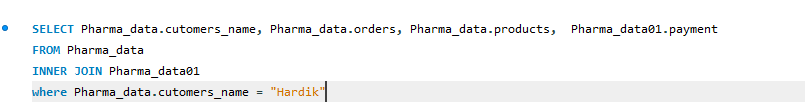 SELECT Pharma_data.cutomers_name, Pharma_data.orders, Pharma_data.products,  Pharma_data01.payment
FROM Pharma_data
INNER JOIN Pharma_data01
where Pharma_data.cutomers_name = "Hardik"